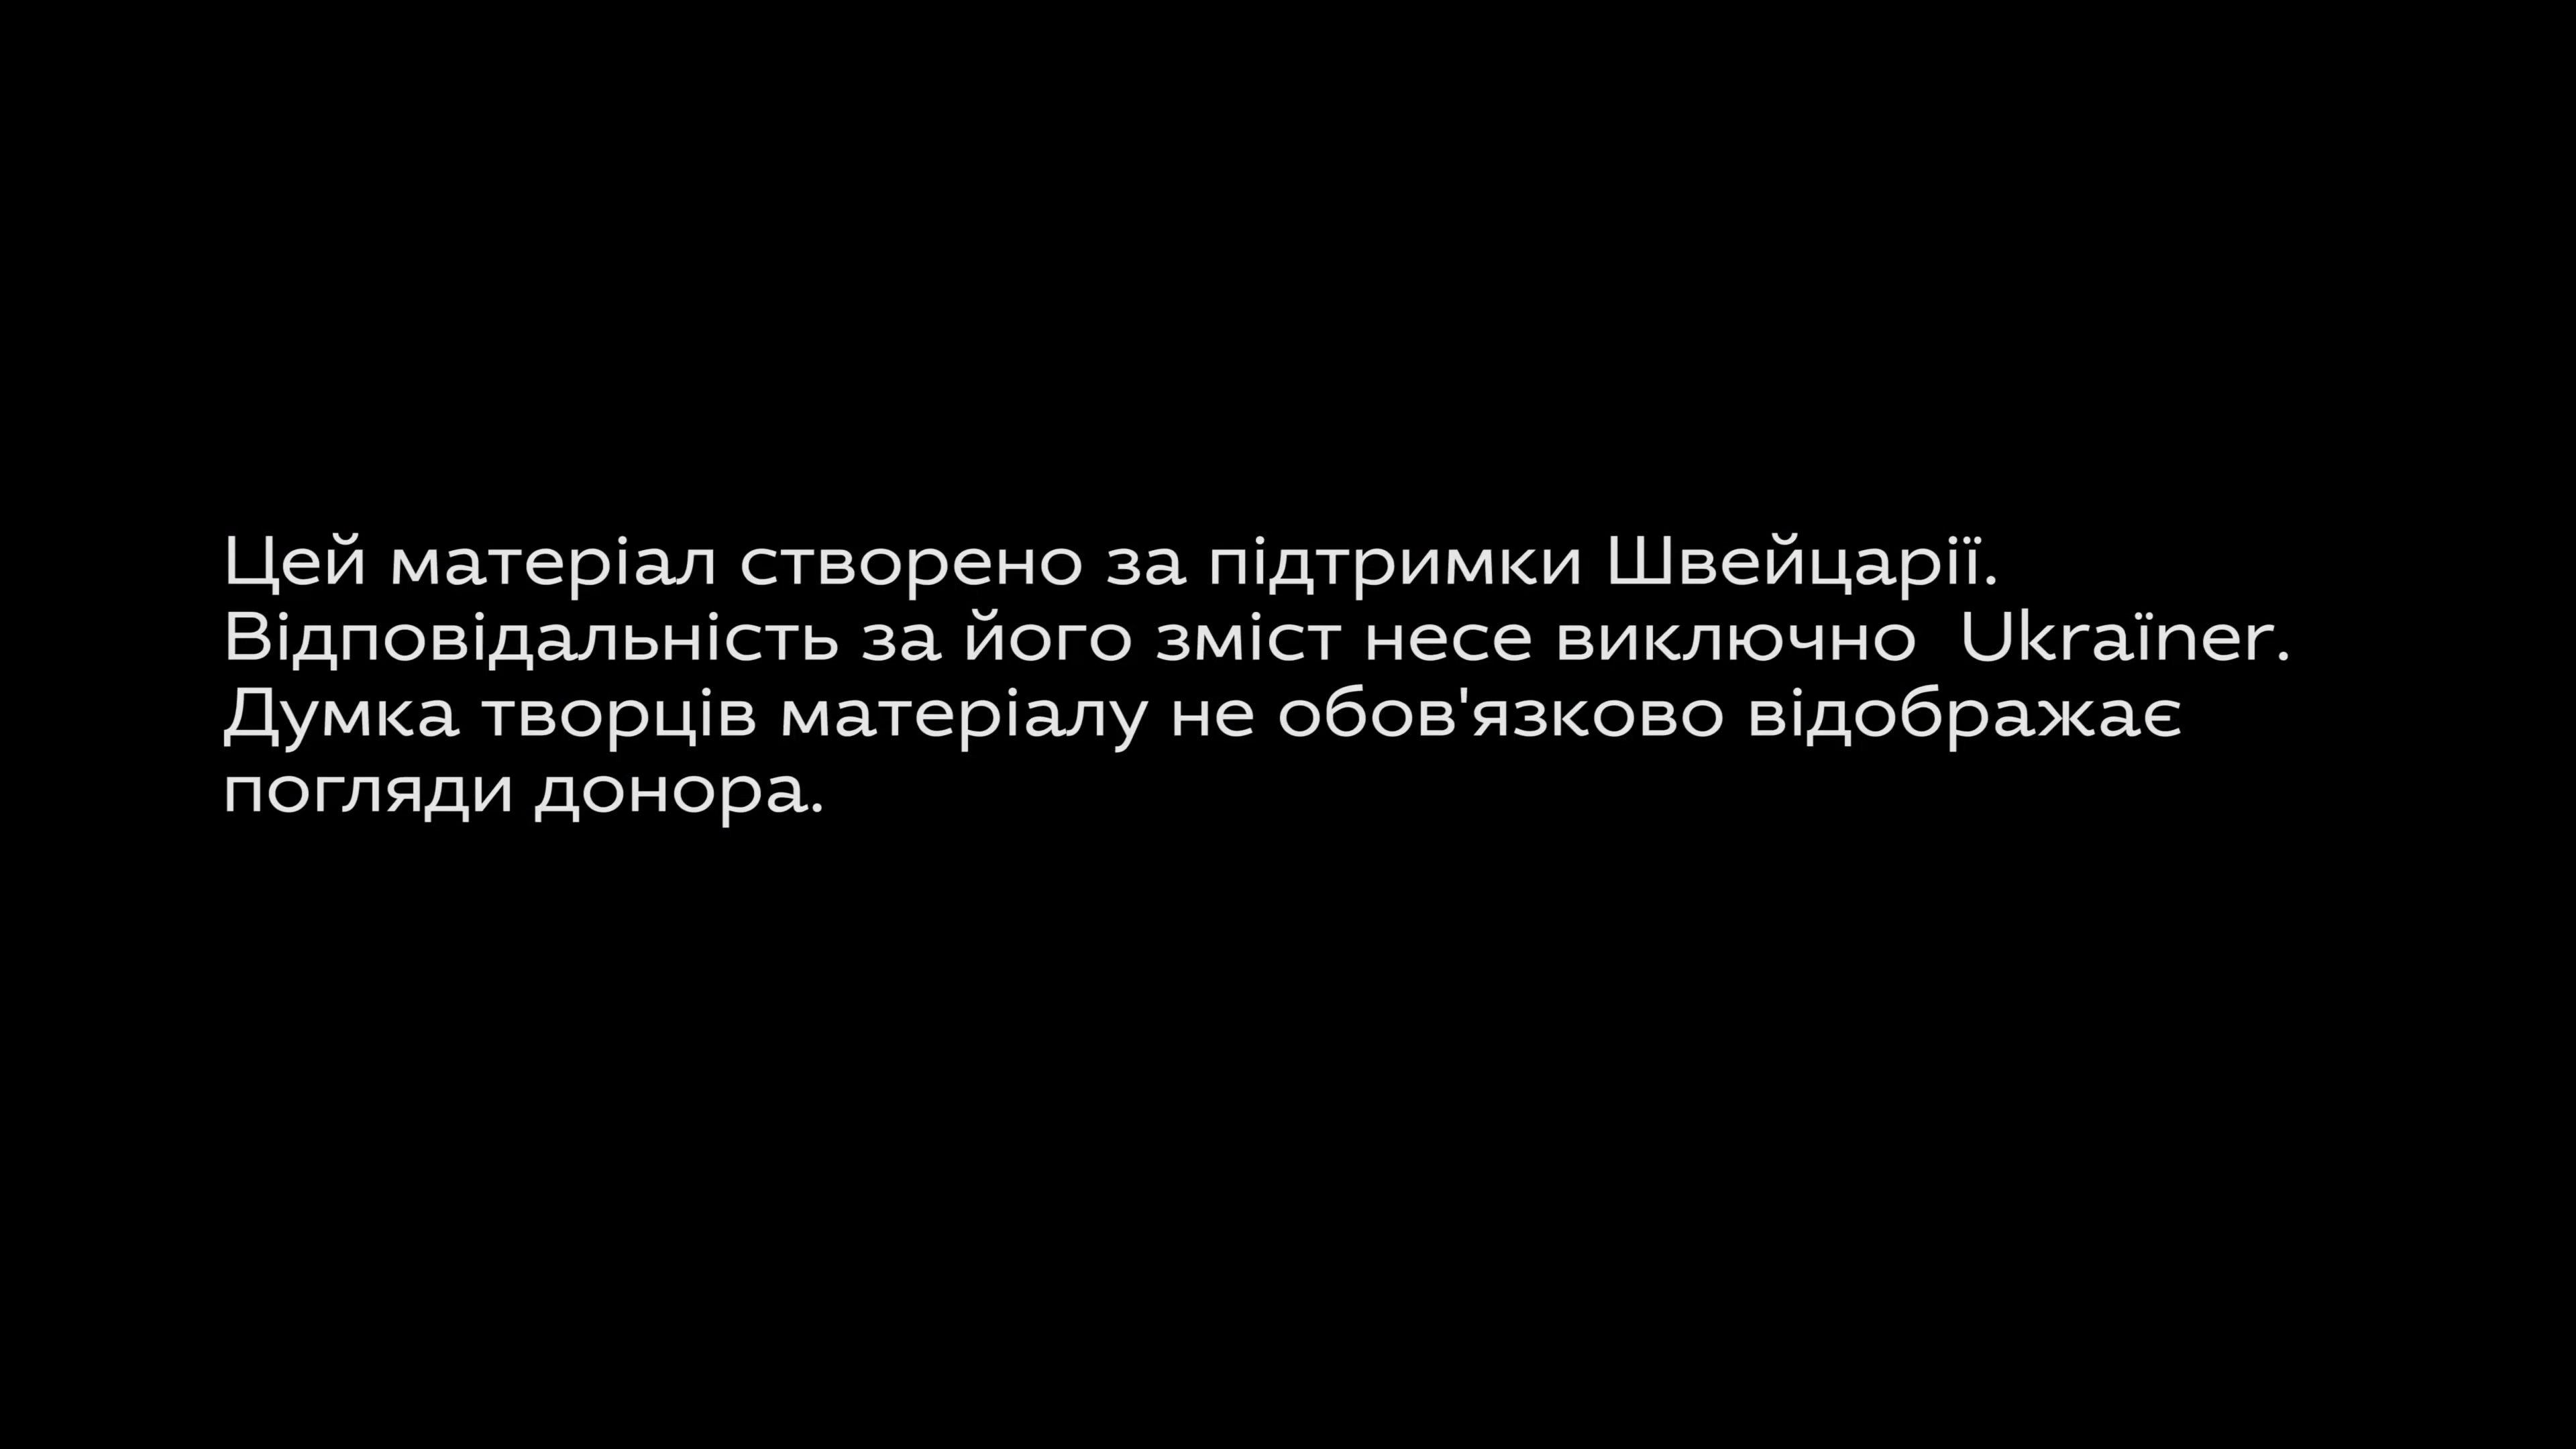 Цей матеріал створено за підтримки Швейцарії.
Відповідальність за його зміст несе виключно  Ukraïner.
Думка творців матеріалу не обов'язково відображає
погляди донора.